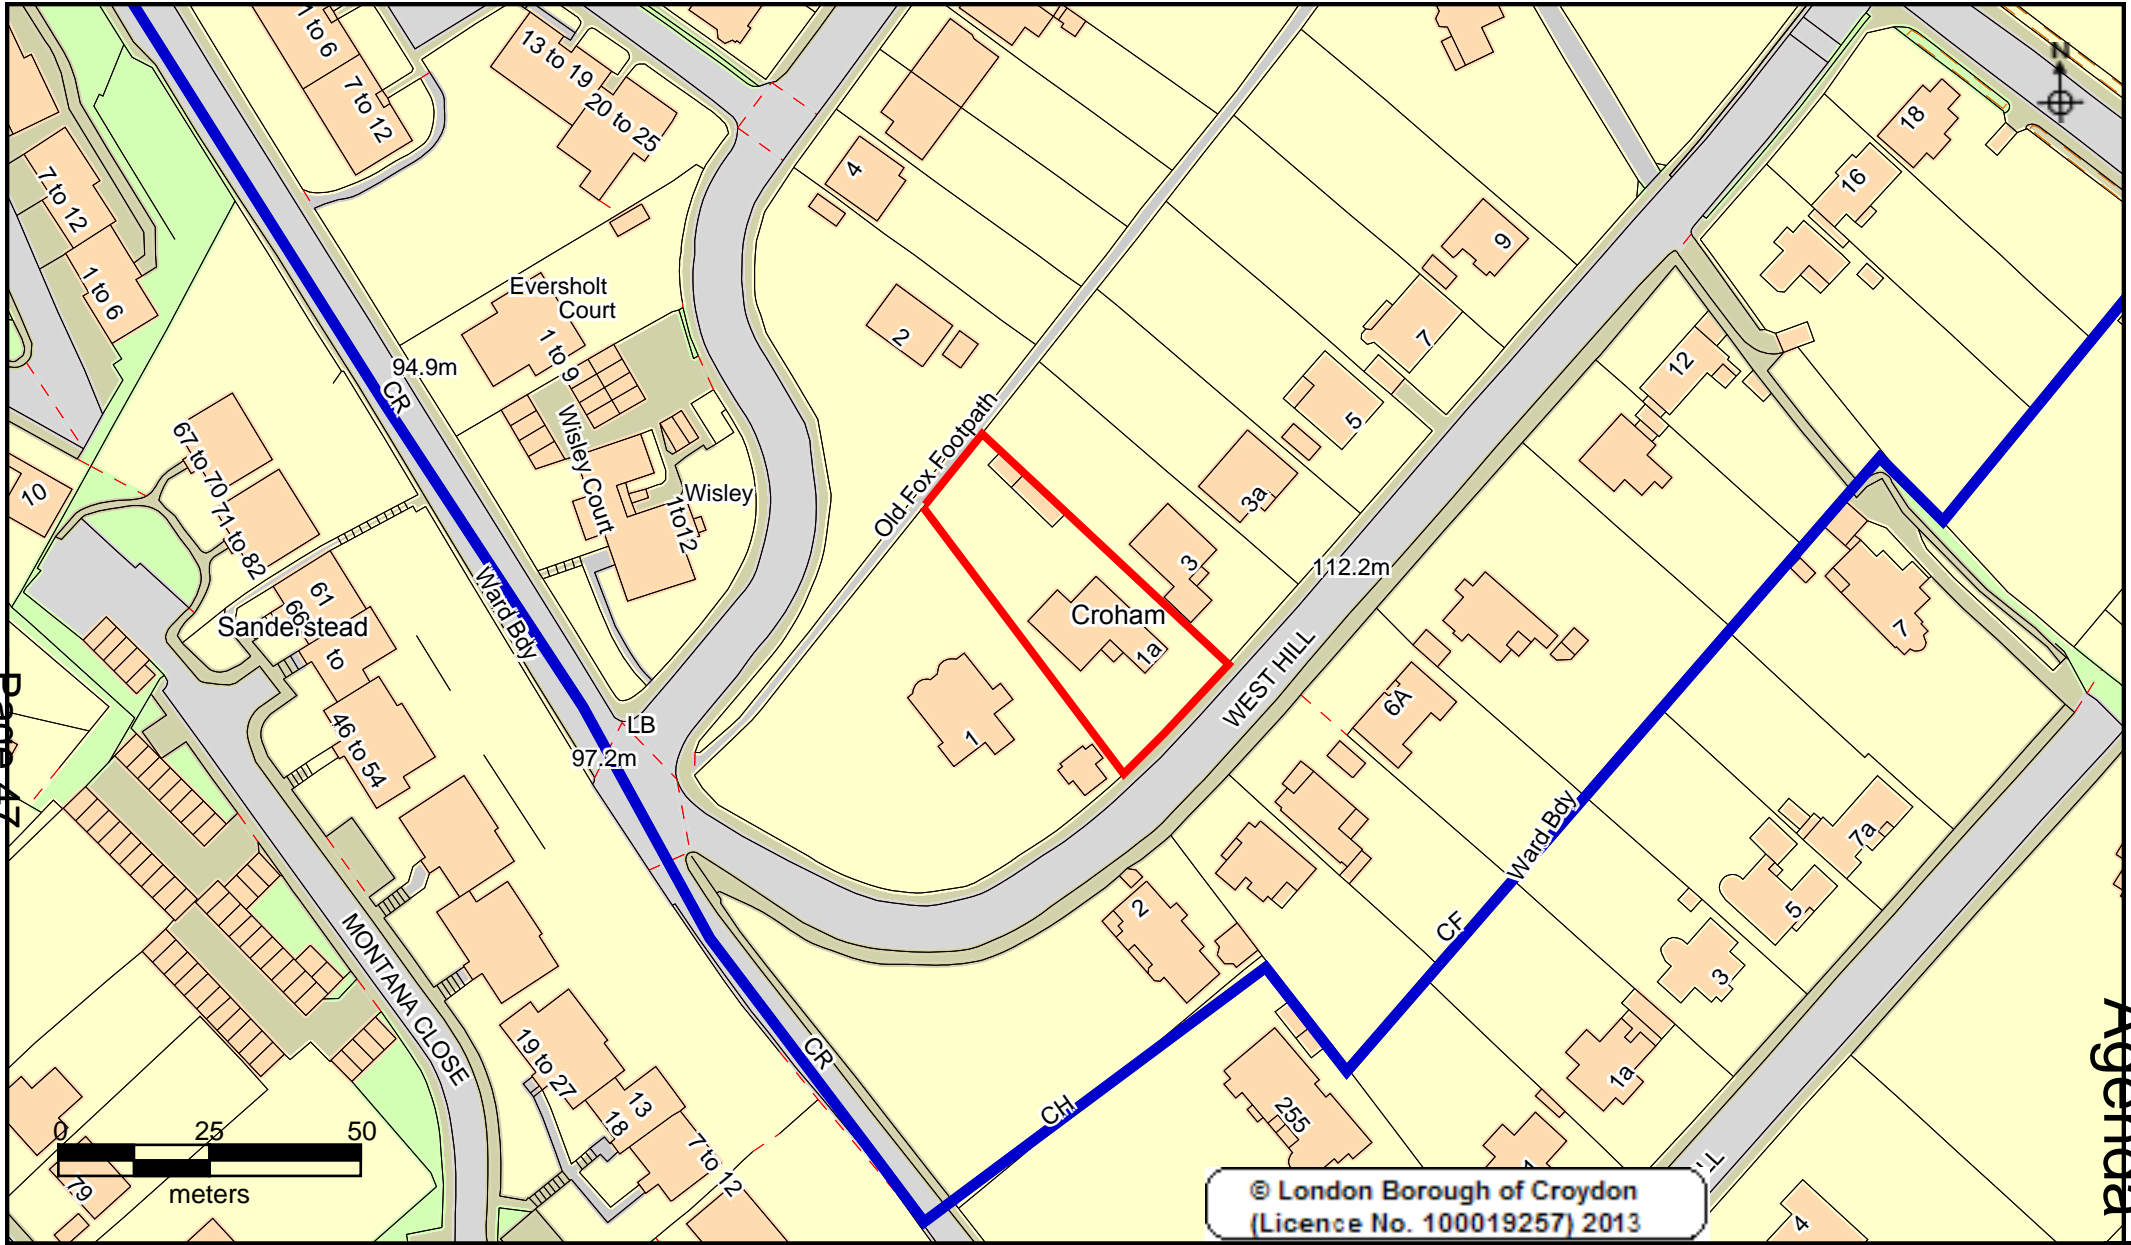 1 to 6
7 to 12
13 to 19
20 to 25
N
18
16
4
7 to 12
1 to 6
9
Eversholt
Court
1 to 9
2
7
12
94.9m
CR
5
67 to 70
71 to 82
Wisley Court
Wisley
1to12
Old Fox Footpath
3a
10
3
112.2m
61
66
to
Sanderstead
Ward Bdy
Croham
1a
7
WEST HILL
6A
46 to 54
LB
97.2m
1
Page 47
Ward Bdy
7a
2
5
CF
3
MONTANA CLOSE
CR
19 to 27
13
18
7 to 12
CH
255
1a
Agenda
0 25 50
meters
79
4
© London Borough of Croydon
(Licence No. 100019257) 2013